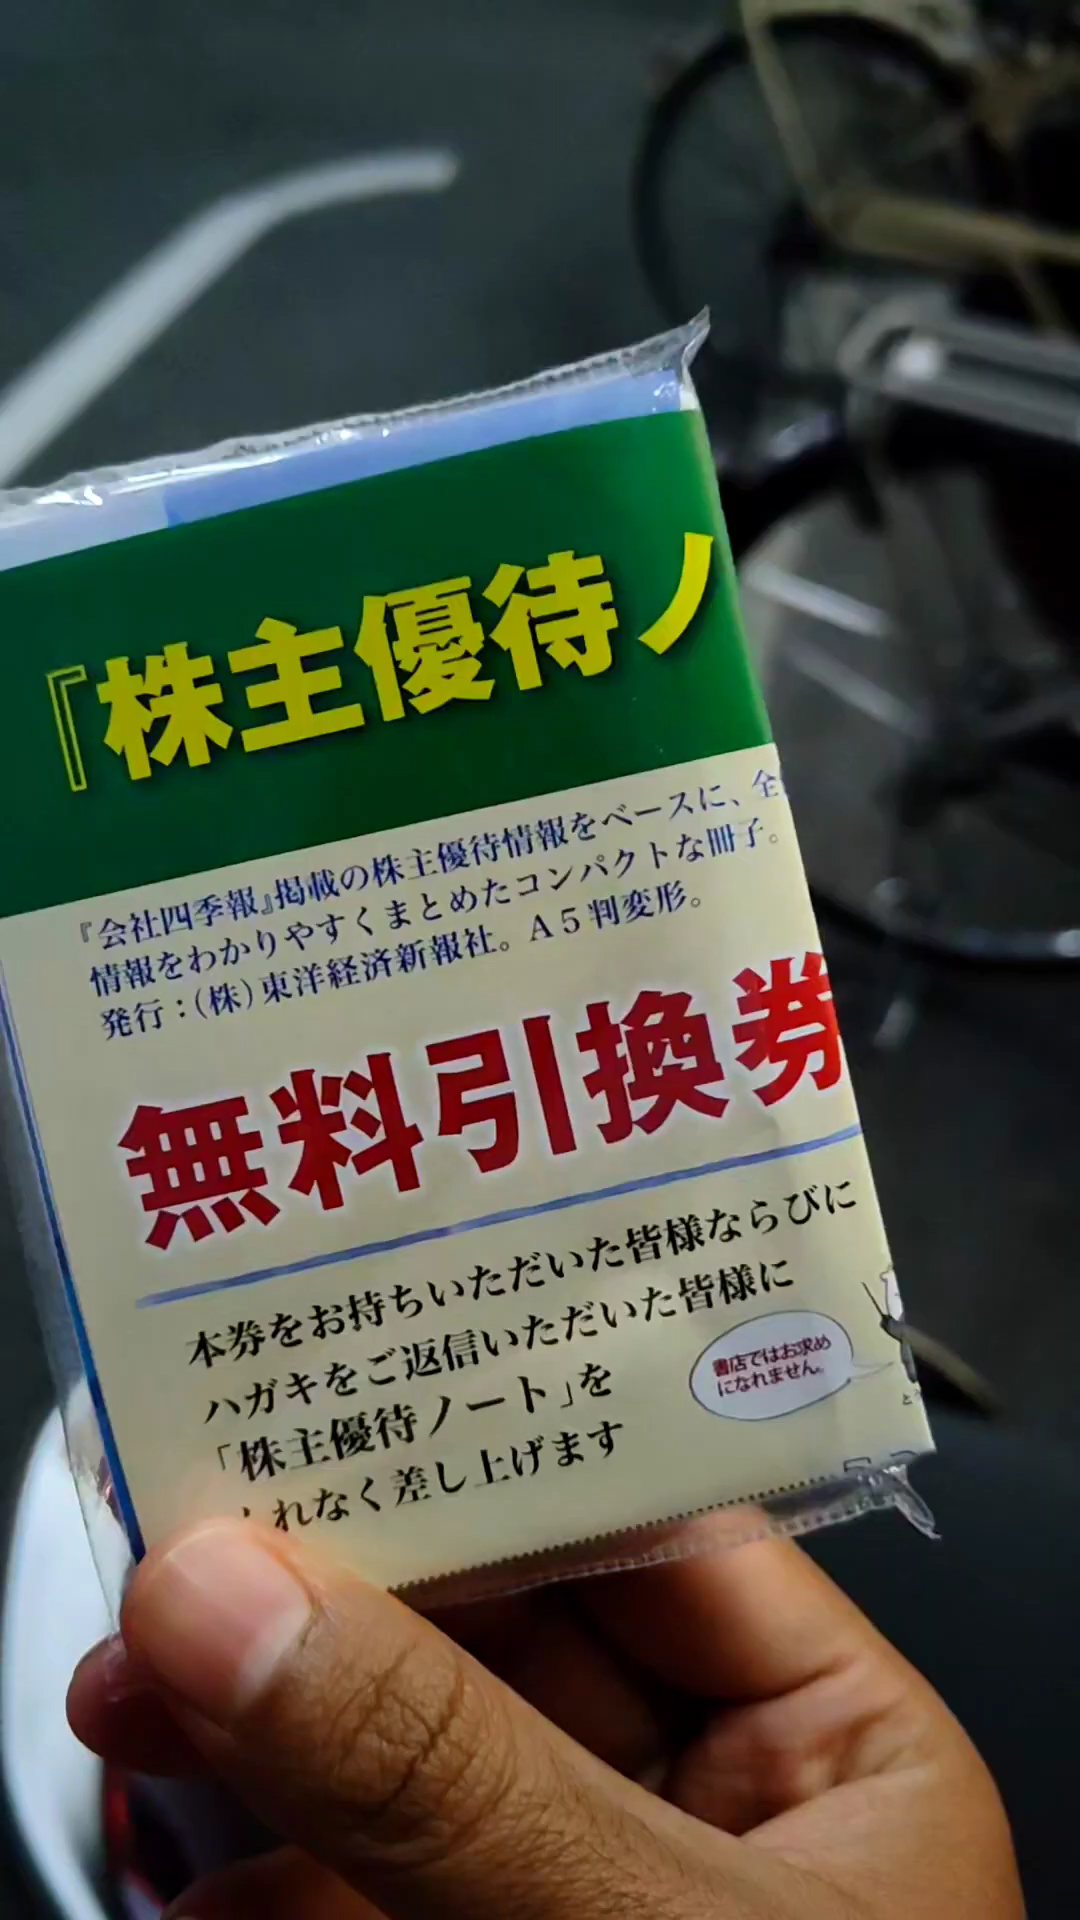 『株主優待ノ
『会社四季報』掲載の株主優待情報をベースに、全
情報をわかりやすくまとめたコンパクトな冊子。
発行：(株)東洋経済新報社。A5判変形。
無料引換券
本券をお持ちいただいた皆様ならびに
ハガキをご返信いただいた皆様に
「株主優待ノート」を
れなく差し上げます
書店ではお求め
になれません。